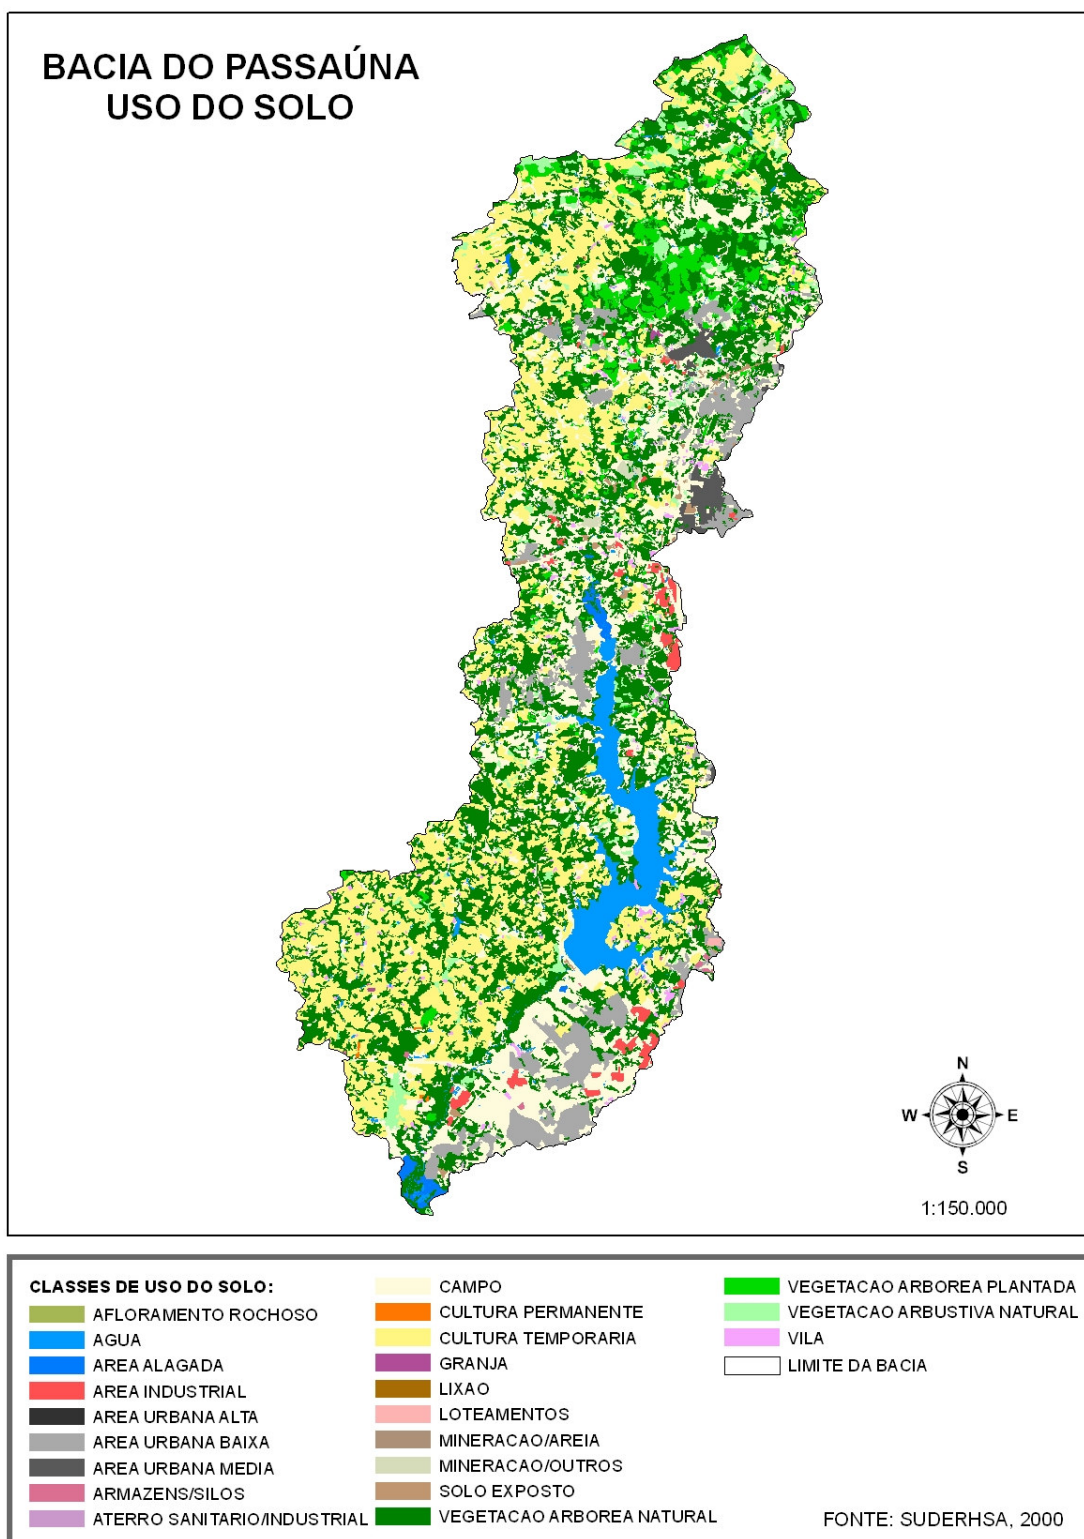 BACIA DO PASSAÚNA
USO DO SOLO
N
W
E
S
1:150.000
CLASSES DE USO DO SOLO:
AFLORAMENTO ROCHOSO
AGUA
AREA ALAGADA
AREA INDUSTRIAL
AREA URBANA ALTA
AREA URBANA BAIXA
AREA URBANA MEDIA
ARMAZENS/SILOS
ATERRO SANITARIO/INDUSTRIAL
CAMPO
CULTURA PERMANENTE
CULTURA TEMPORARIA
GRANJA
LIXAO
LOTEAMENTOS
MINERACAO/AREIA
MINERACAO/OUTROS
SOLO EXPOSTO
VEGETACAO ARBOREA NATURAL
VEGETACAO ARBOREA PLANTADA
VEGETACAO ARBUSTIVA NATURAL
VILA
LIMITE DA BACIA
FONTE: SUDERHSA, 2000